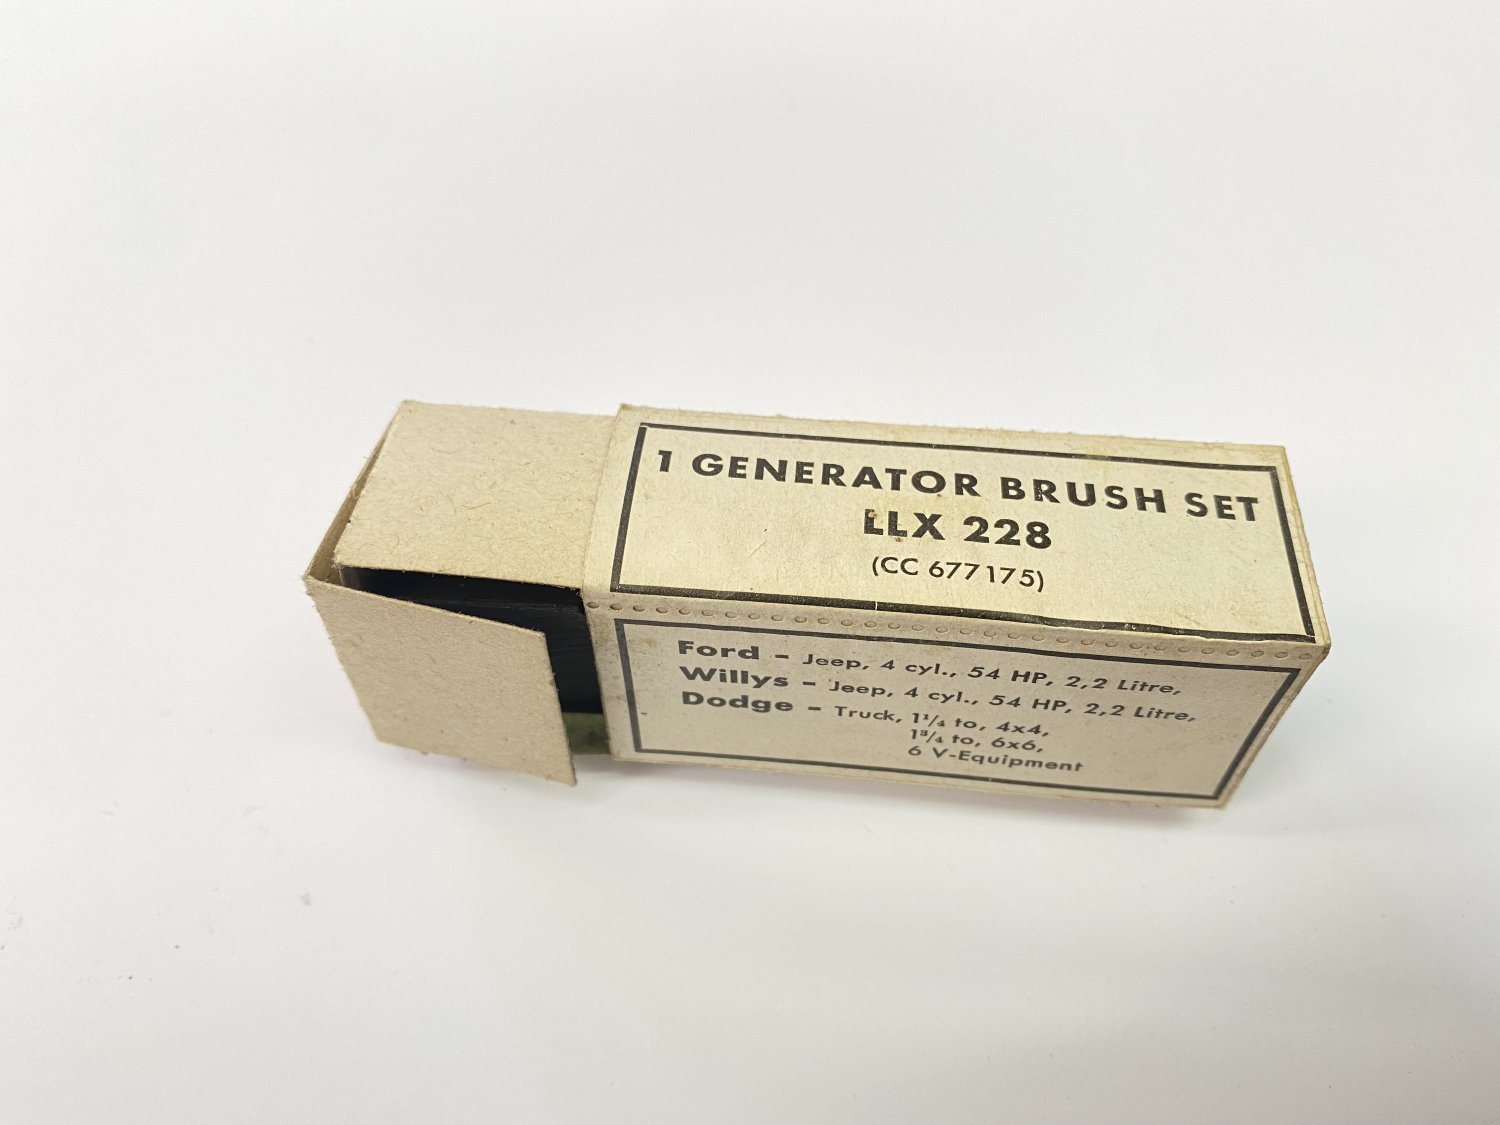 1 GENERATOR BRUSH SET
LLX 228
(CC 677175)
Ford - Jeep, 4 cyl., 54 HP, 2,2 Litre,
Willys - Jeep, 4 cyl., 54 HP, 2,2 Litre,
Dodge - Truck, 1¹/₄ to, 4x4,
1³/₄ to, 6x6,
6 V-Equipment